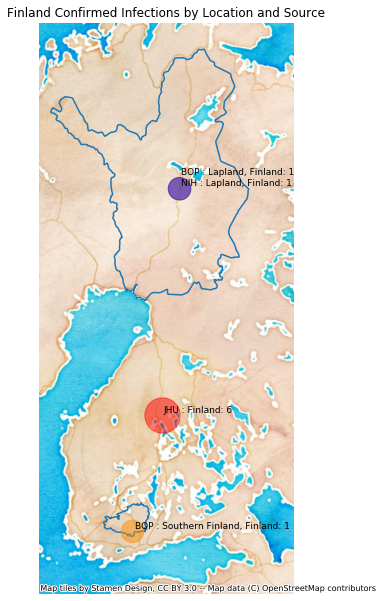 Finland Confirmed Infections by Location and Source
BOP : Lapland, Finland: 1
NIH : Lapland, Finland: 1
JHU : Finland: 6
BOP : Southern Finland, Finland: 1
Map tiles by Stamen Design, CC BY 3.0 -- Map data (C) OpenStreetMap contributors